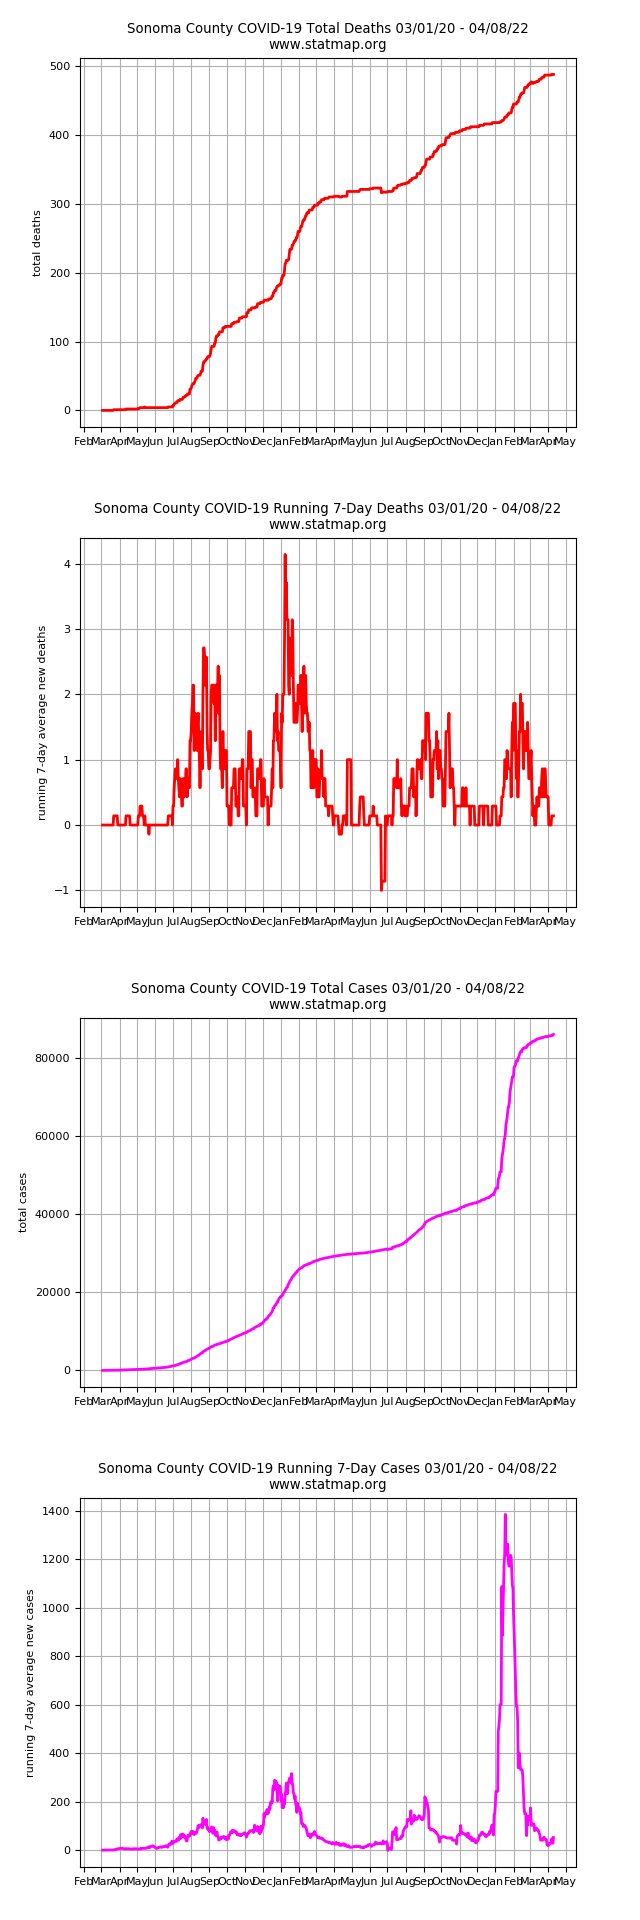 Sonoma County COVID-19 Total Deaths 03/01/20 - 04/08/22
www.statmap.org
500
400
300
200
100
0
total deaths
Feb Mar Apr May Jun Jul Aug Sep Oct Nov Dec Jan Feb Mar Apr May Jun Jul Aug Sep Oct Nov Dec Jan Feb Mar Apr May
Sonoma County COVID-19 Running 7-Day Deaths 03/01/20 - 04/08/22
www.statmap.org
4
3
2
1
0
−1
running 7-day average new deaths
Feb Mar Apr May Jun Jul Aug Sep Oct Nov Dec Jan Feb Mar Apr May Jun Jul Aug Sep Oct Nov Dec Jan Feb Mar Apr May
Sonoma County COVID-19 Total Cases 03/01/20 - 04/08/22
www.statmap.org
80000
60000
40000
20000
0
total cases
Feb Mar Apr May Jun Jul Aug Sep Oct Nov Dec Jan Feb Mar Apr May Jun Jul Aug Sep Oct Nov Dec Jan Feb Mar Apr May
Sonoma County COVID-19 Running 7-Day Cases 03/01/20 - 04/08/22
www.statmap.org
1400
1200
1000
800
600
400
200
0
running 7-day average new cases
Feb Mar Apr May Jun Jul Aug Sep Oct Nov Dec Jan Feb Mar Apr May Jun Jul Aug Sep Oct Nov Dec Jan Feb Mar Apr May